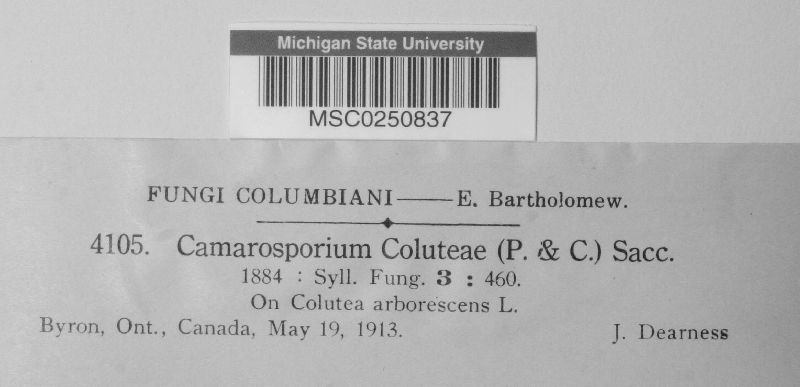 Michigan State University
MSC0250837
FUNGI COLUMBIANI——E. Bartholomew.
4105. Camarosporium Coluteae (P. & C.) Sacc.
1884 : Syll. Fung. 3 : 460.
On Colutea arborescens L.
Byron, Ont., Canada, May 19, 1913. J. Dearness